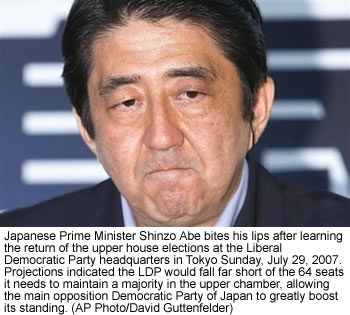 Japanese Prime Minister Shinzo Abe bites his lips after learning
the return of the upper house elections at the Liberal
Democratic Party headquarters in Tokyo Sunday, July 29, 2007.
Projections indicated the LDP would fall far short of the 64 seats
it needs to maintain a majority in the upper chamber, allowing
the main opposition Democratic Party of Japan to greatly boost
its standing. (AP Photo/David Guttenfelder)